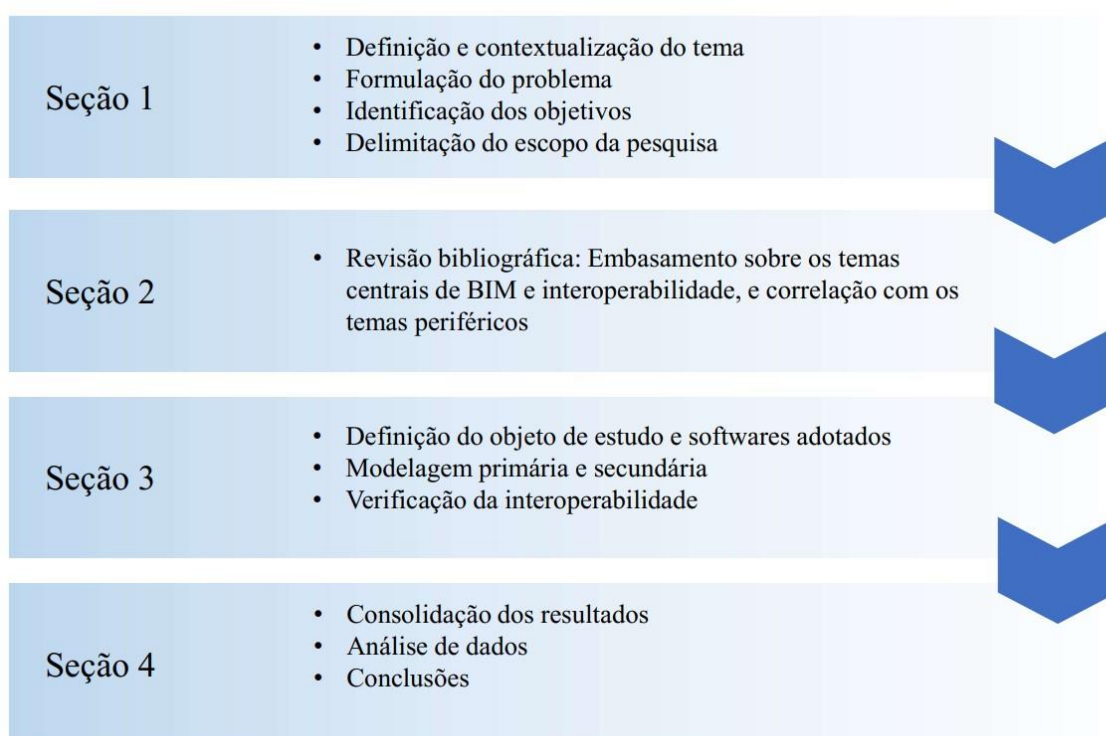 Seção 1
• Definição e contextualização do tema
• Formulação do problema
• Identificação dos objetivos
• Delimitação do escopo da pesquisa
Seção 2
• Revisão bibliográfica: Embasamento sobre os temas
centrais de BIM e interoperabilidade, e correlação com os
temas periféricos
Seção 3
• Definição do objeto de estudo e softwares adotados
• Modelagem primária e secundária
• Verificação da interoperabilidade
Seção 4
• Consolidação dos resultados
• Análise de dados
• Conclusões